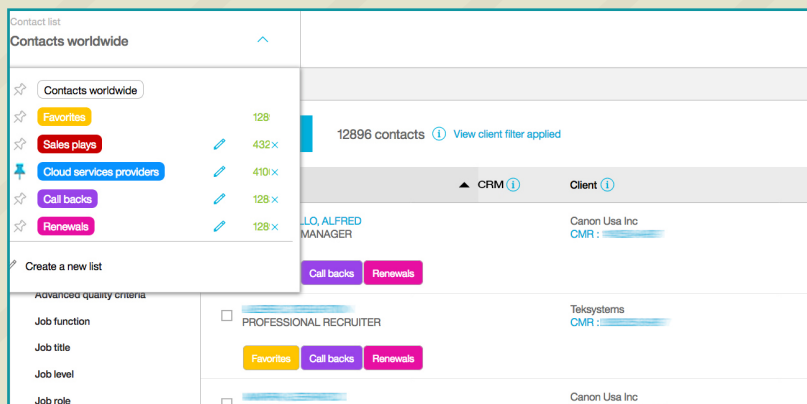 Contact list
Contacts worldwide
Contacts worldwide
Favorites 128
Sales plays 432 ×
Cloud services providers 410 ×
Call backs 128 ×
Renewals 128 ×
Create a new list
Advanced quality criteria
Job function
Job title
Job level
Job role
12896 contacts i View client filter applied
CRM i Client i
LO, ALFRED Canon Usa Inc
MANAGER CMR :
Call backs Renewals
Teksystems
PROFESSIONAL RECRUITER CMR :
Favorites Call backs Renewals
Canon Usa Inc